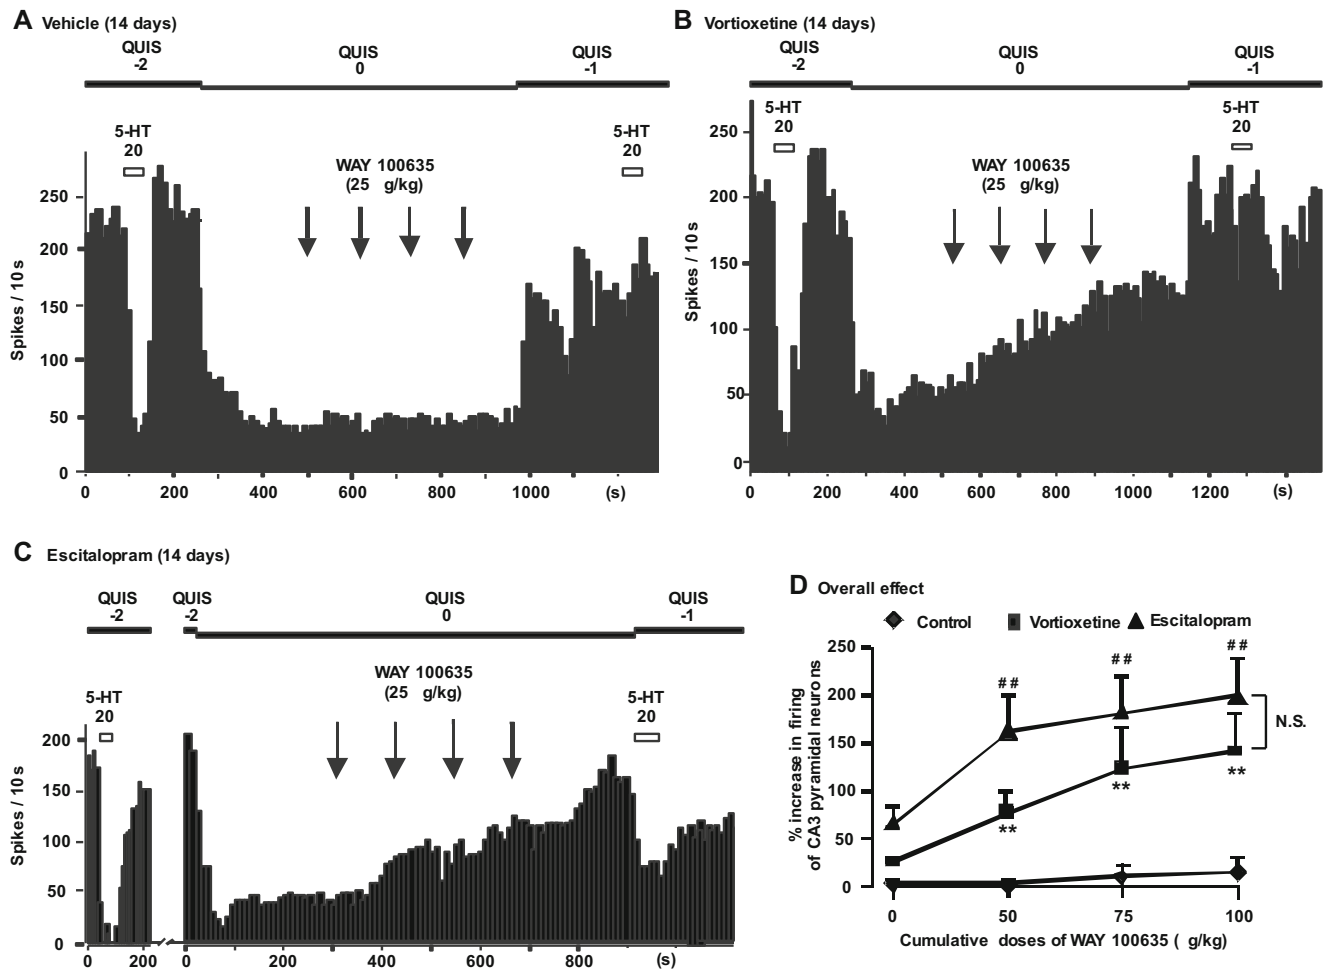 A Vehicle (14 days)
QUIS
-2
QUIS
0
QUIS
-1
5-HT
20
WAY 100635
(25 g/kg)
5-HT
20
Spikes / 10 s
250
200
150
100
50
0
0 200 400 600 800 1000 (s)
B Vortioxetine (14 days)
QUIS
-2
QUIS
0
QUIS
-1
5-HT
20
WAY 100635
(25 g/kg)
5-HT
20
Spikes / 10 s
250
200
150
100
50
0
0 200 400 600 800 1000 1200 (s)
C Escitalopram (14 days)
QUIS
-2
QUIS
-2
QUIS
0
QUIS
-1
5-HT
20
WAY 100635
(25 g/kg)
5-HT
20
Spikes / 10 s
200
150
100
50
0
0 200 0 200 400 600 800 (s)
D Overall effect
Control Vortioxetine Escitalopram
% increase in firing
of CA3 pyramidal neurons
250
200
150
100
50
0
## ## ##
** ** **
N.S.
0 50 75 100
Cumulative doses of WAY 100635 ( g/kg)